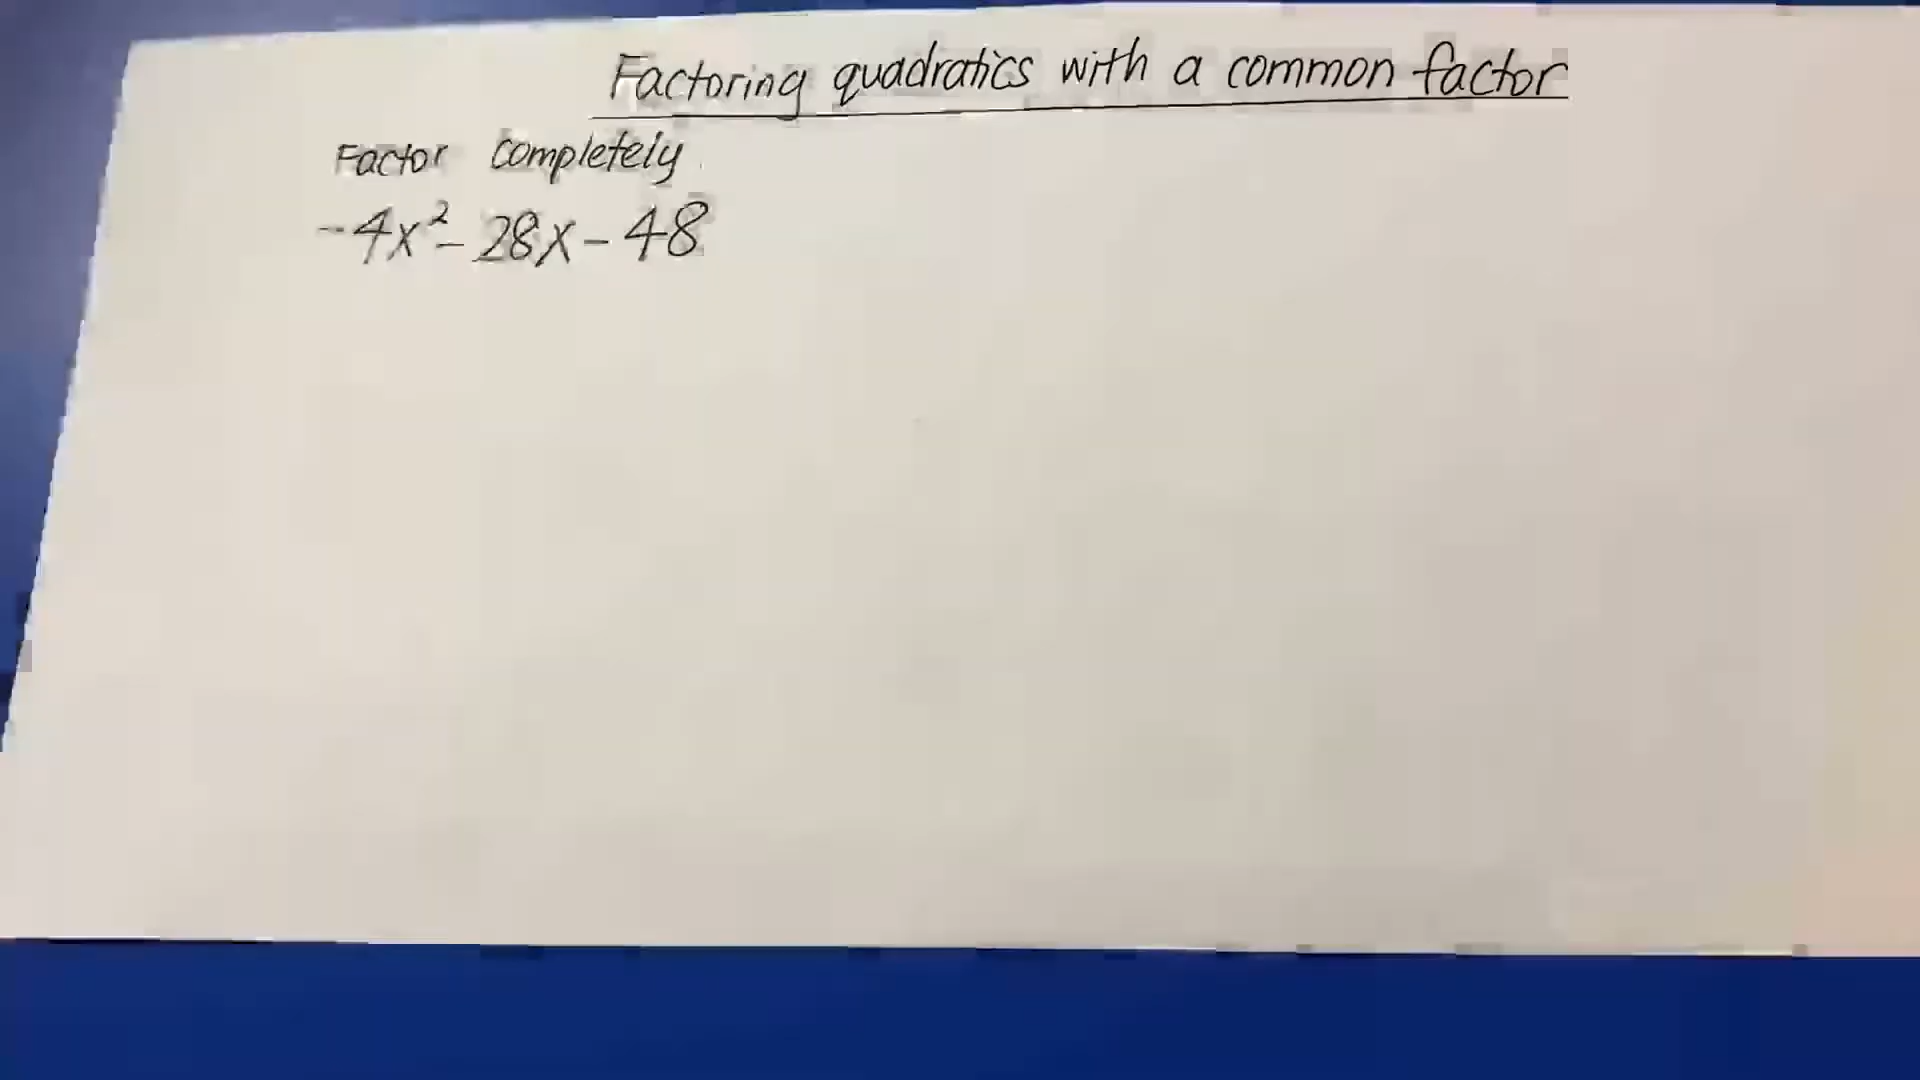 Factoring quadratics with a common factor
Factor completely
-4x² - 28x - 48